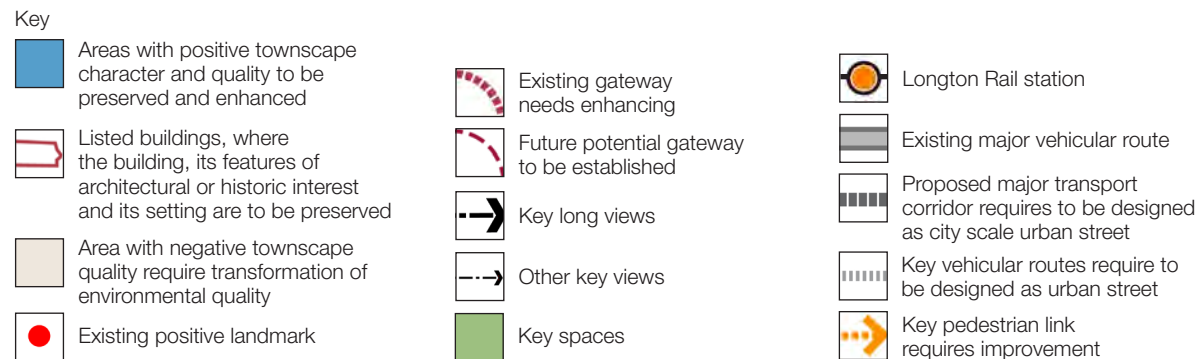 Key
Areas with positive townscape
character and quality to be
preserved and enhanced
Listed buildings, where
the building, its features of
architectural or historic interest
and its setting are to be preserved
Area with negative townscape
quality require transformation of
environmental quality
Existing positive landmark
Existing gateway
needs enhancing
Future potential gateway
to be established
Key long views
Other key views
Key spaces
Longton Rail station
Existing major vehicular route
Proposed major transport
corridor requires to be designed
as city scale urban street
Key vehicular routes require to
be designed as urban street
Key pedestrian link
requires improvement